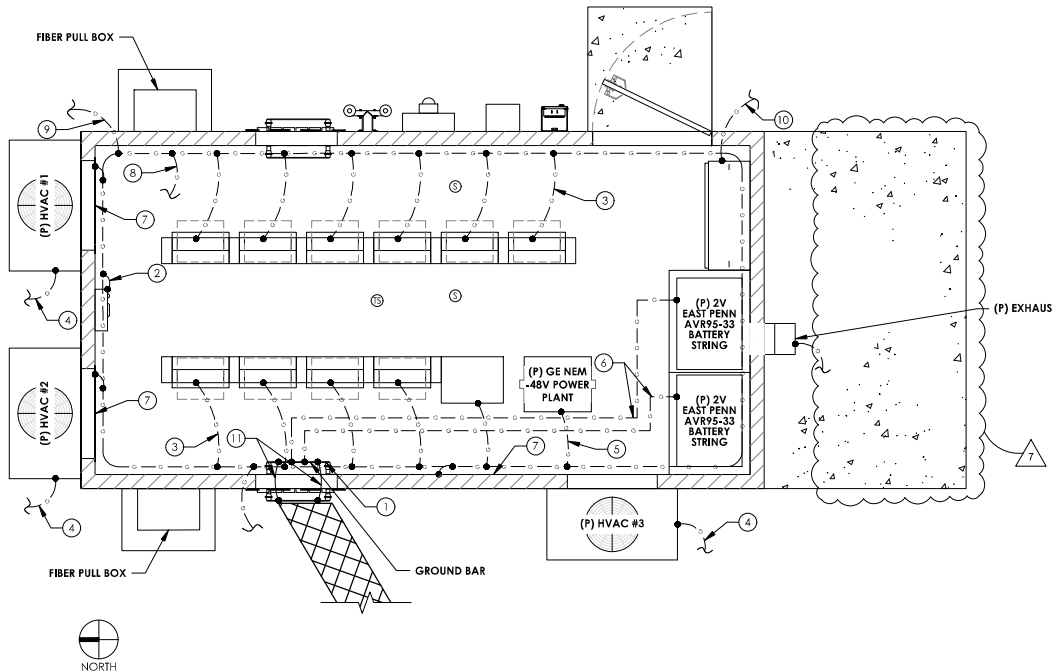 FIBER PULL BOX
9
10
8
S
3
(P) HVAC #1
7
2
TS
S
4
(P) 2V
EAST PENN
AVR95-33
BATTERY
STRING
(P) EXHAUS
(P) GE NEM
-48V POWER
PLANT
6
(P) 2V
EAST PENN
AVR95-33
BATTERY
STRING
(P) HVAC #2
7
3
11
7
5
7
4
1
(P) HVAC #3
4
FIBER PULL BOX
GROUND BAR
NORTH